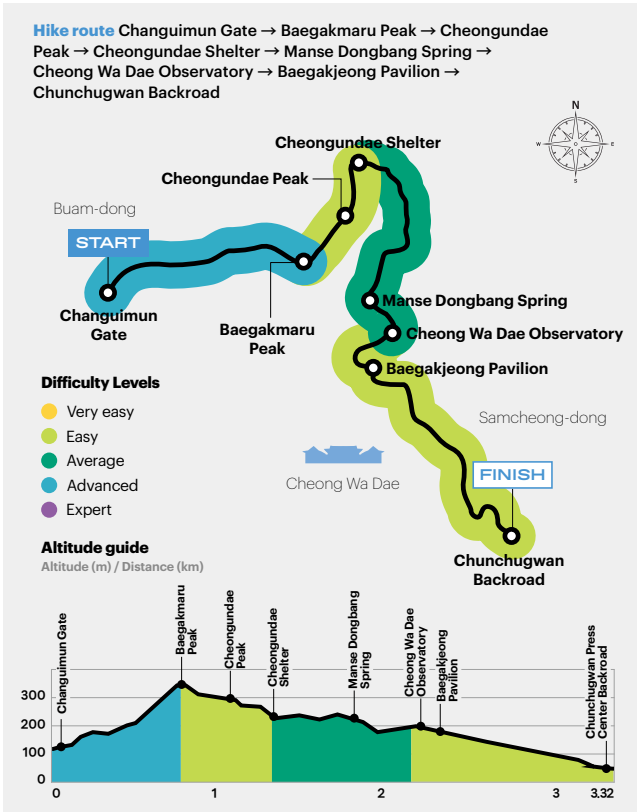 Hike route Changuimun Gate → Baegakmaru Peak → Cheongundae
Peak → Cheongundae Shelter → Manse Dongbang Spring →
Cheong Wa Dae Observatory → Baegakjeong Pavilion →
Chunchugwan Backroad
N
W
E
S
Cheongundae Shelter
Cheongundae Peak
Buam-dong
START
Changuimun
Gate
Baegakmaru
Peak
Manse Dongbang Spring
Cheong Wa Dae Observatory
Baegakjeong Pavilion
Difficulty Levels
Very easy
Easy
Average
Advanced
Expert
Samcheong-dong
Cheong Wa Dae
FINISH
Chunchugwan
Backroad
Altitude guide
Altitude (m) / Distance (km)
Changuimun Gate
Baegakmaru
Peak
Cheongundae
Peak
Cheongundae
Shelter
Manse Dongbang
Spring
Cheong Wa Dae
Observatory
Baegakjeong
Pavilion
Chunchugwan Press
Center Backroad
300
200
100
0
0 1 2 3 3.32